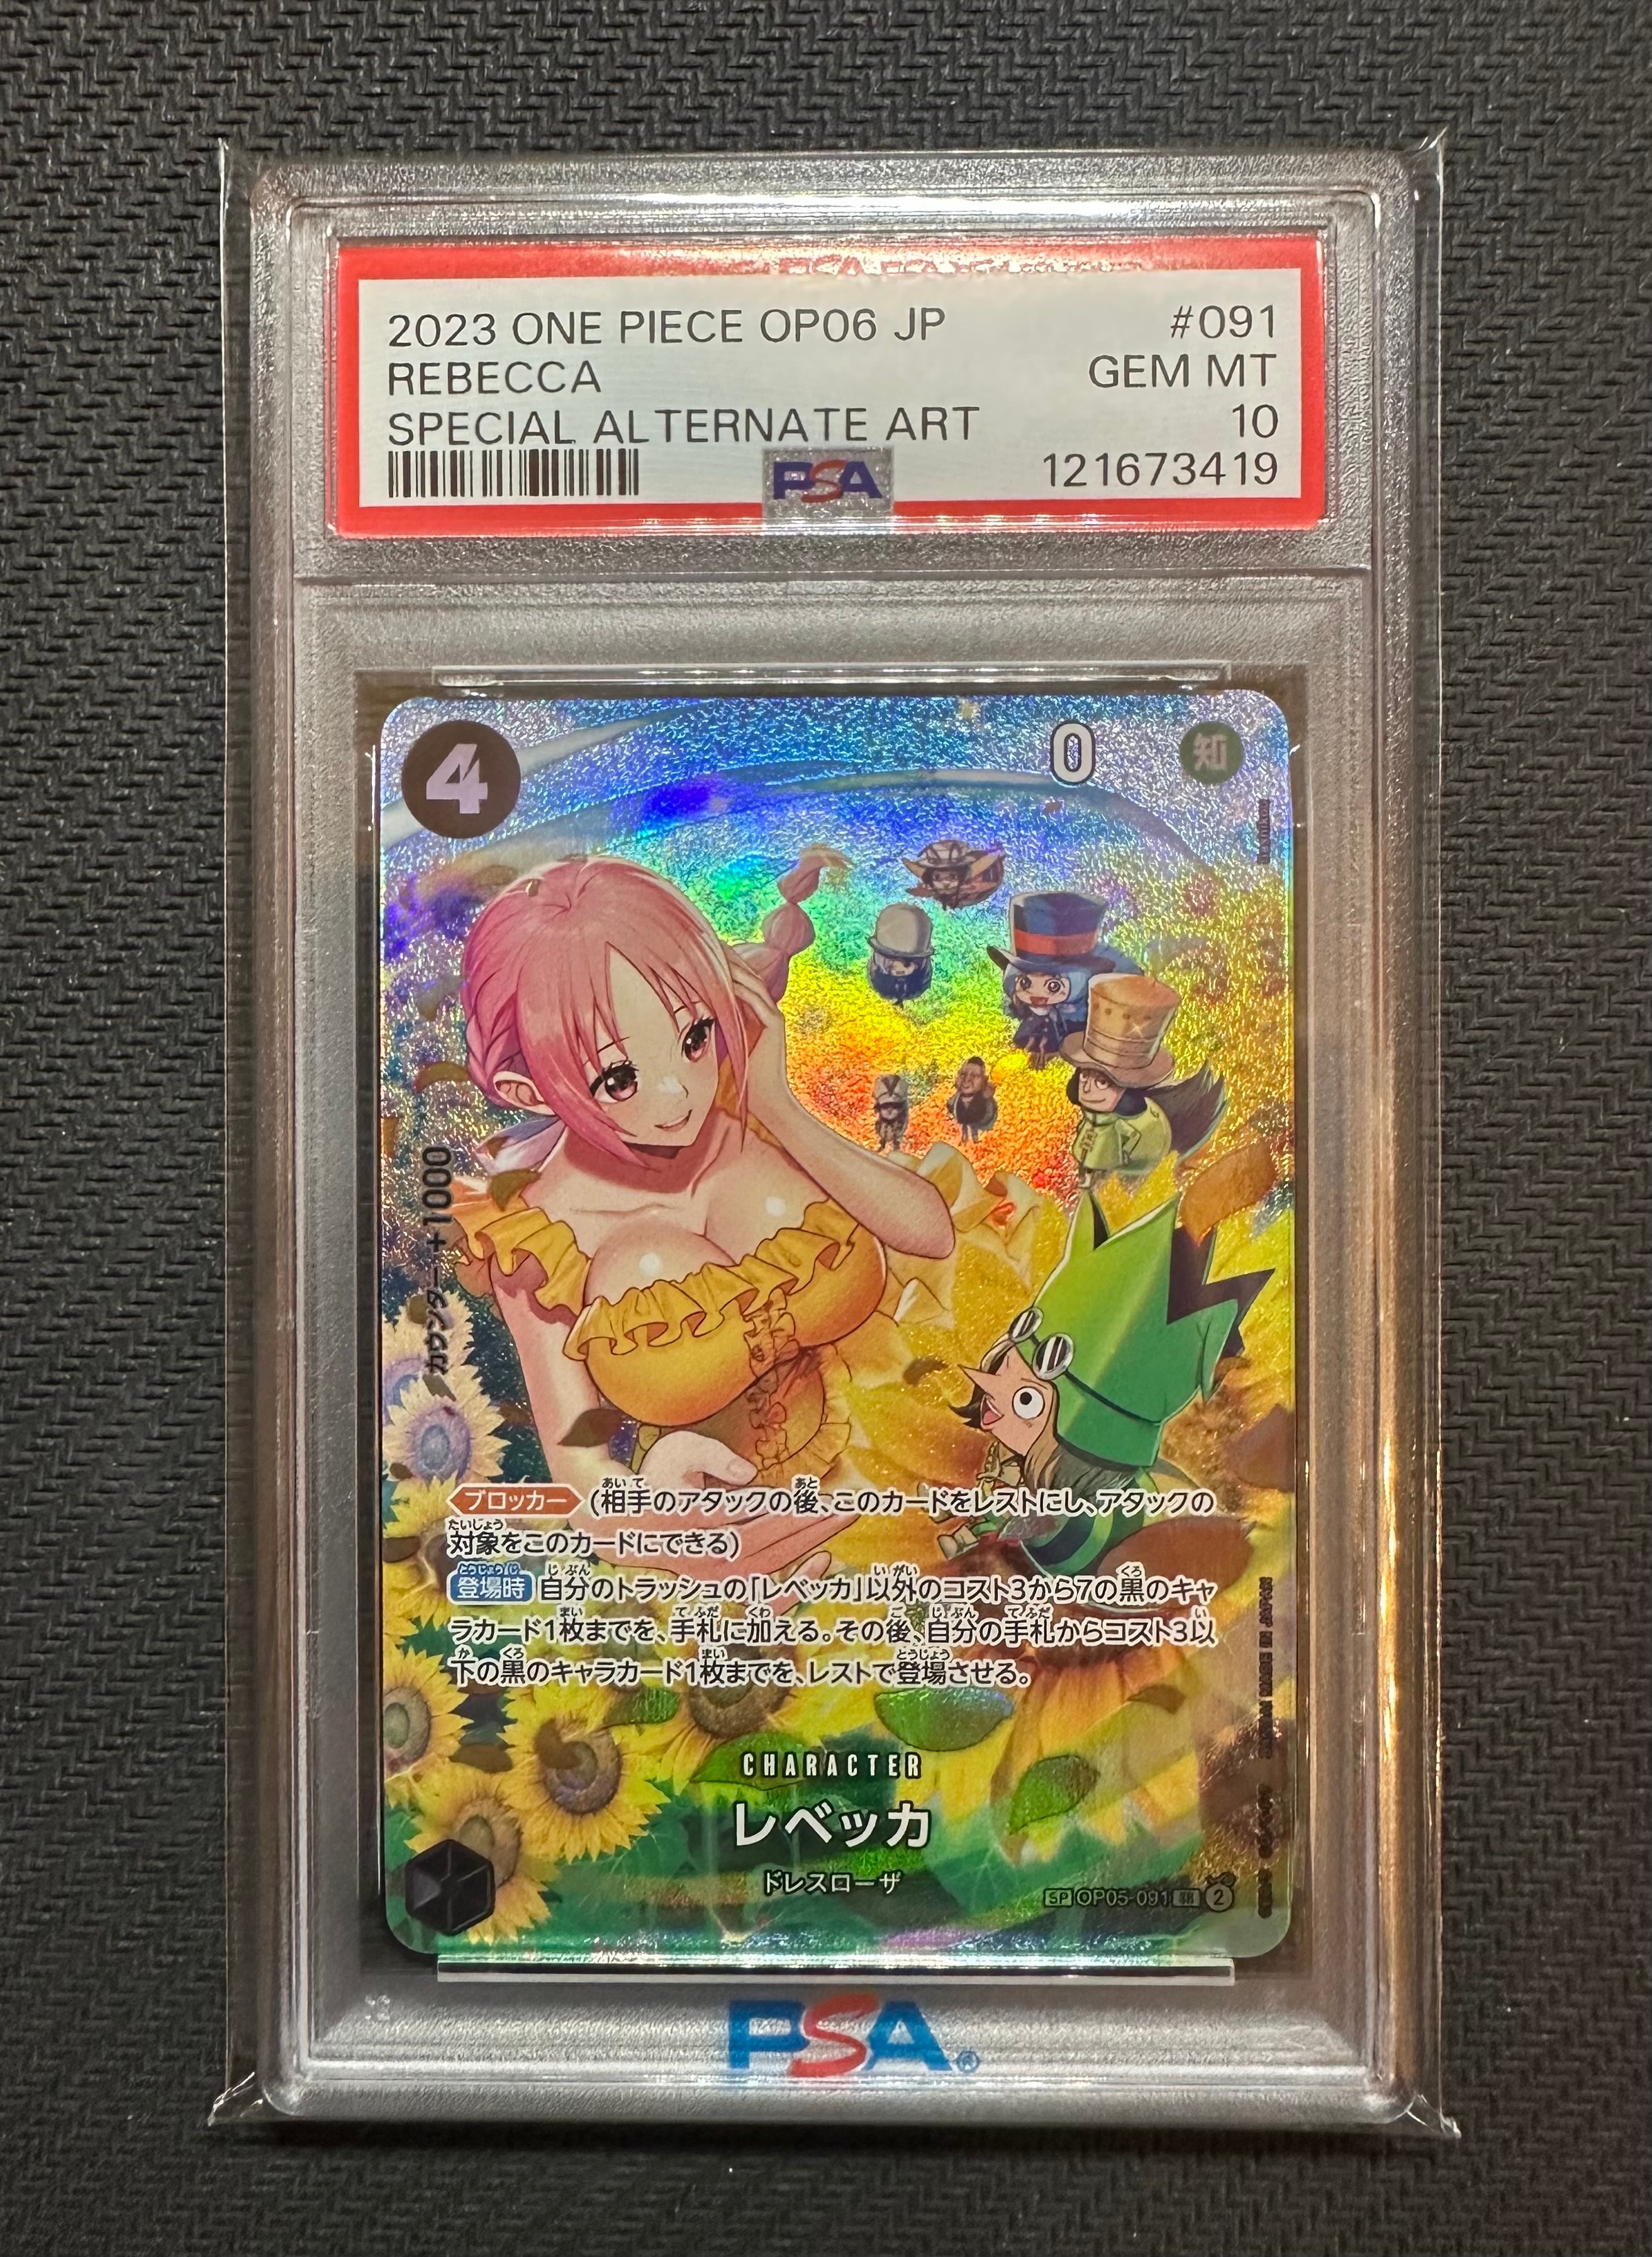 2023 ONE PIECE OP06 JP #091
REBECCA GEM MT
SPECIAL ALTERNATE ART 10
PSA 121673419
4
0
知
カウンター+1000
ブロッカー (相手のアタックの後、このカードをレストにし、アタックの
対象をこのカードにできる)
登場時 自分のトラッシュの「レベッカ」以外のコスト3から7の黒のキャ
ラカード1枚までを、手札に加える。その後、自分の手札からコスト3以
下の黒のキャラカード1枚までを、レストで登場させる。
CHARACTER
レベッカ
ドレスローザ
SP OP05-091 2
PSA®